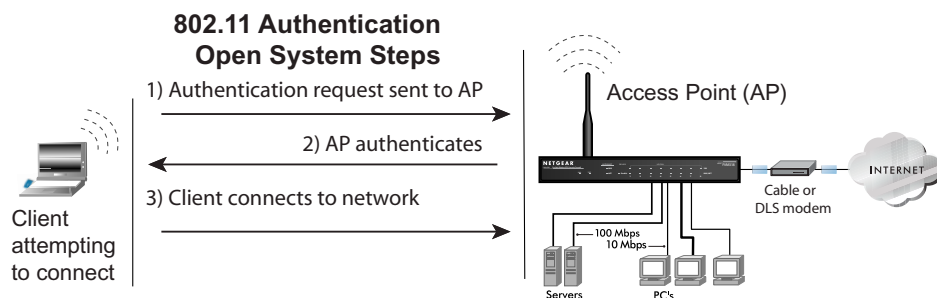 802.11 Authentication
Open System Steps
1) Authentication request sent to AP
2) AP authenticates
3) Client connects to network
Client
attempting
to connect
Access Point (AP)
NETGEAR
Cable or
DLS modem
INTERNET
100 Mbps
10 Mbps
Servers
PC's